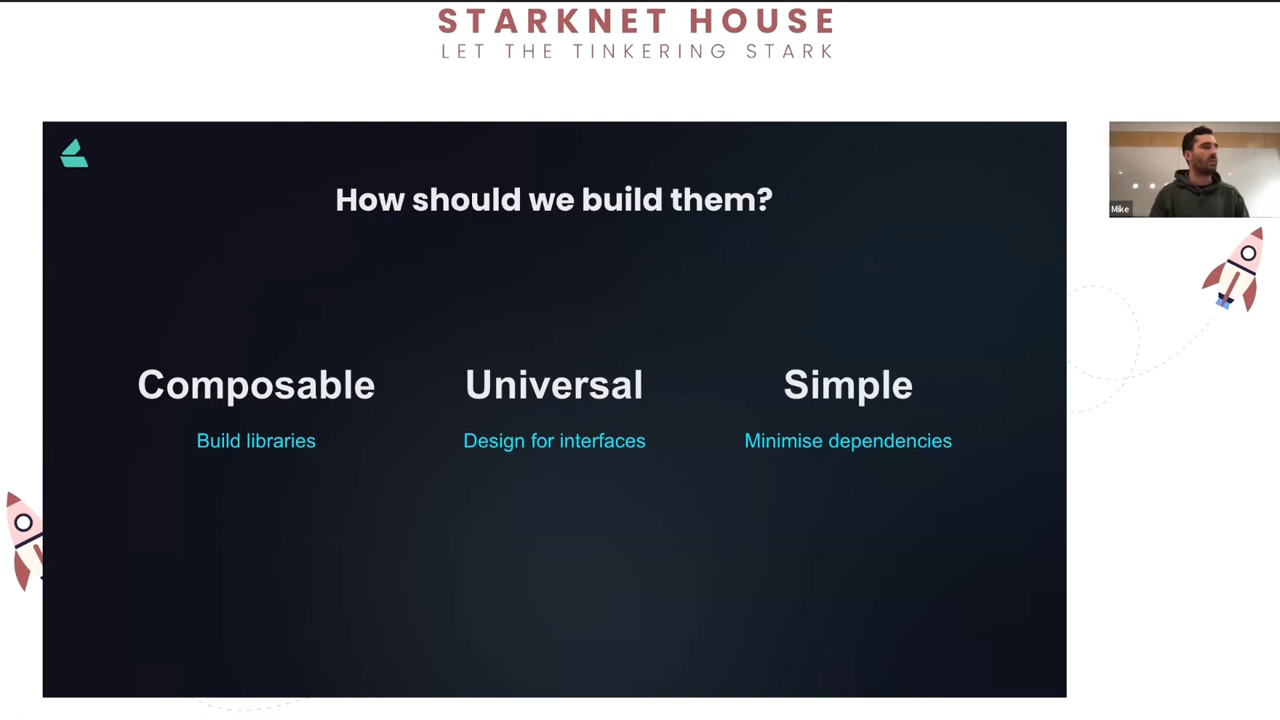 STARKNET HOUSE
LET THE TINKERING STARK
How should we build them?
Composable
Build libraries
Universal
Design for interfaces
Simple
Minimise dependencies
Mike